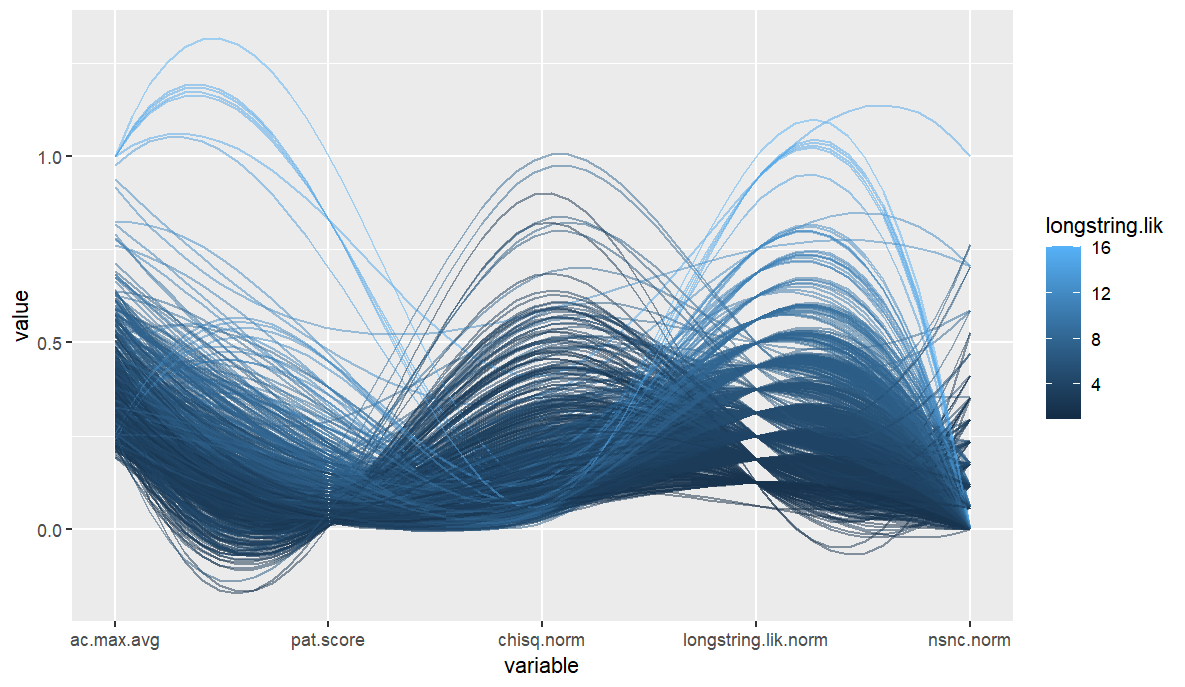 value
1.0
0.5
0.0
ac.max.avg
pat.score
chisq.norm
longstring.lik.norm
nsnc.norm
variable
longstring.lik
16
12
8
4